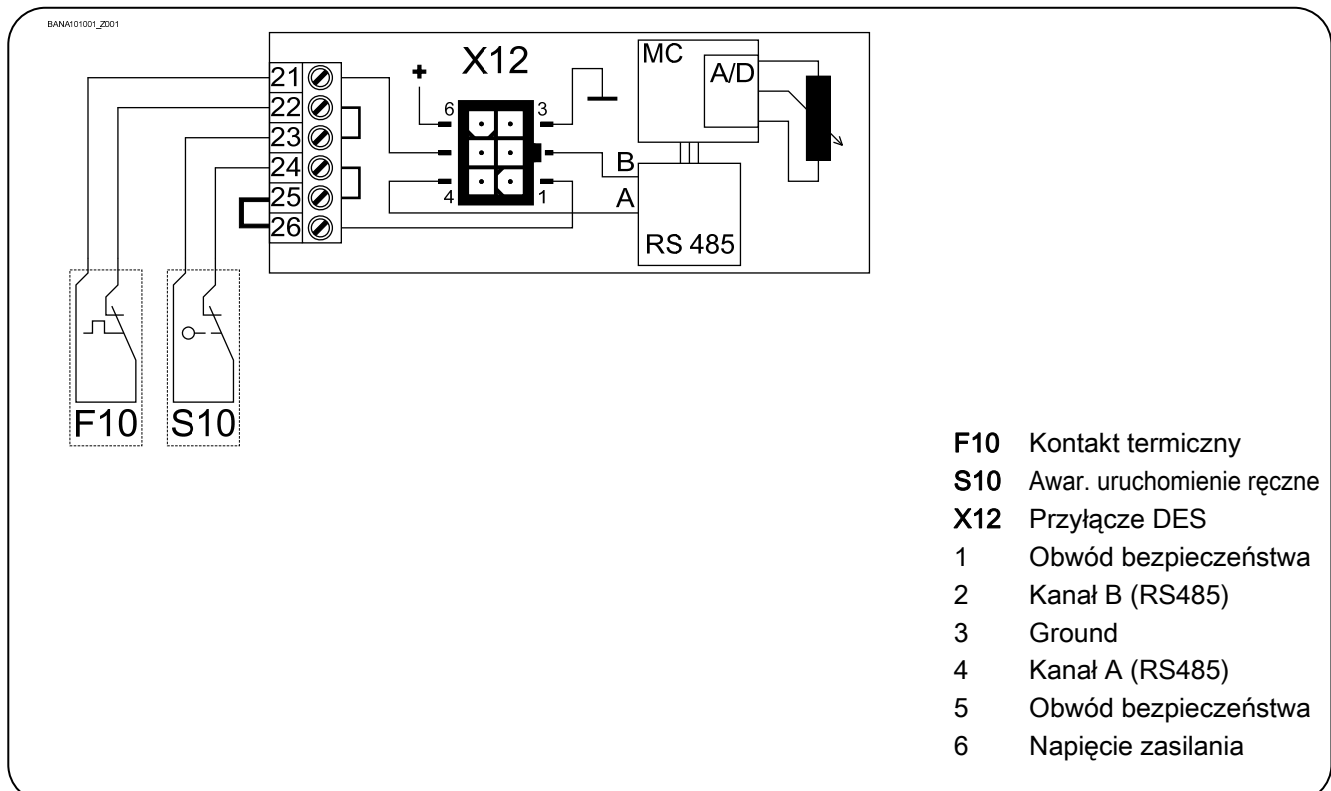 BANA101001_Z001
X12
MC
A/D
+
6
3
4
1
B
A
RS 485
21
22
23
24
25
26
F10
S10
F10 Kontakt termiczny
S10 Awar. uruchomienie ręczne
X12 Przyłącze DES
1 Obwód bezpieczeństwa
2 Kanał B (RS485)
3 Ground
4 Kanał A (RS485)
5 Obwód bezpieczeństwa
6 Napięcie zasilania